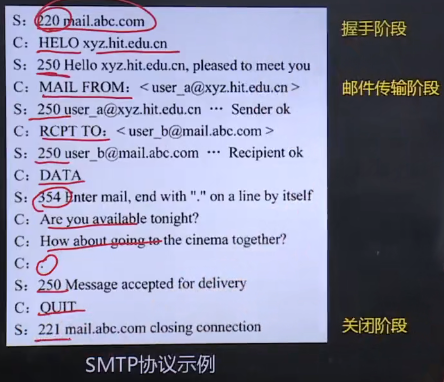 S: 220 mail.abc.com
握手阶段
C: HELO xyz.hit.edu.cn
S: 250 Hello xyz.hit.edu.cn, pleased to meet you
C: MAIL FROM: < user_a@xyz.hit.edu.cn >
邮件传输阶段
S: 250 user_a@xyz.hit.edu.cn ··· Sender ok
C: RCPT TO: < user_b@mail.abc.com >
S: 250 user_b@mail.abc.com ··· Recipient ok
C: DATA
S: 354 Enter mail, end with "." on a line by itself
C: Are you available tonight?
C: How about going to the cinema together?
C: .
S: 250 Message accepted for delivery
C: QUIT
S: 221 mail.abc.com closing connection
关闭阶段
SMTP协议示例